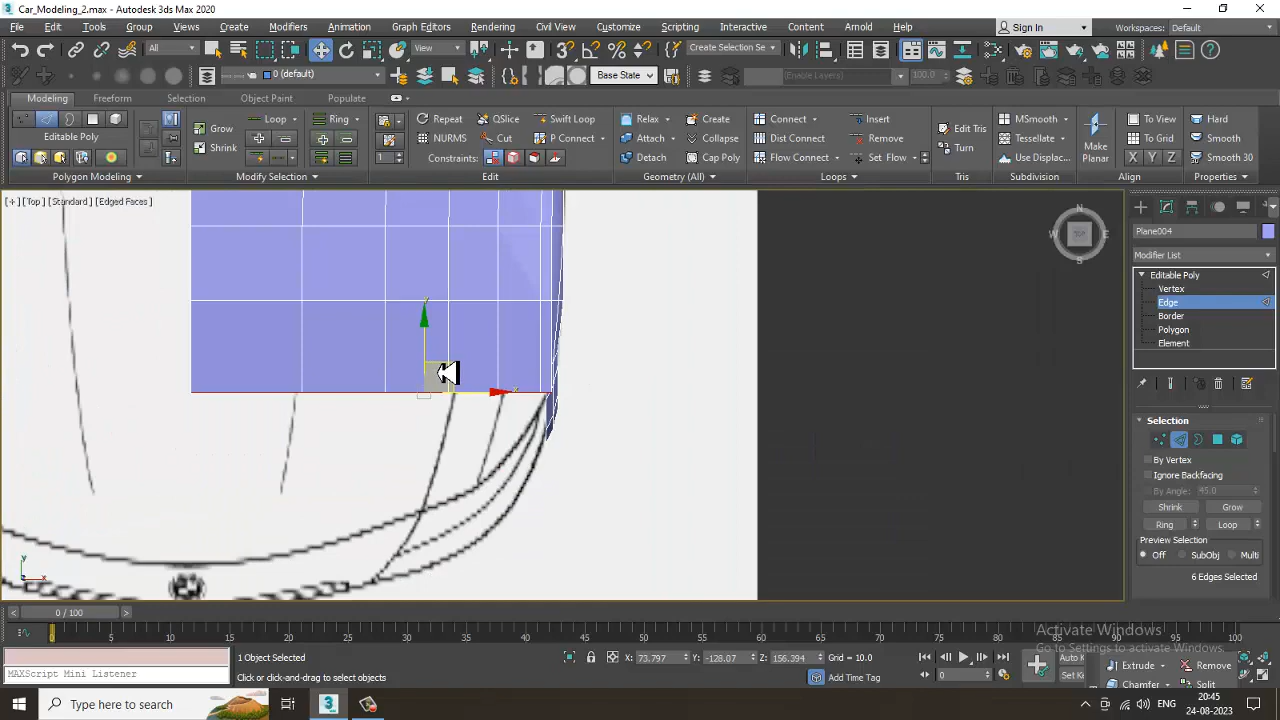 Car_Modeling_2.max - Autodesk 3ds Max 2020
File Edit Tools Group Views Create Modifiers Animation Graph Editors Rendering Civil View Customize Scripting Interactive Content Arnold Help Sign In Workspaces: Default
All View Create Selection Se
0 (default) Base State (Enable Layers) 100.0
Modeling Freeform Selection Object Paint Populate
Grow Loop Ring Repeat QSlice Swift Loop Relax Create Connect Insert Edit Tris MSmooth To View Hard
Editable Poly Shrink NURMS Cut P Connect Attach Collapse Dist Connect Remove Turn Tessellate To Grid Smooth
1 Constraints: Detach Cap Poly Flow Connect Set Flow Use Displac... Make Planar X Y Z Smooth 30
Polygon Modeling Modify Selection Edit Geometry (All) Loops Tris Subdivision Align Properties
[+] [Top] [Standard] [Edged Faces]
N
W TOP E
S
Plane004
Modifier List
Editable Poly
Vertex
Edge
Border
Polygon
Element
Selection
By Vertex
Ignore Backfacing
By Angle: 45.0
Shrink Grow
Ring Loop
Preview Selection
Off SubObj Multi
6 Edges Selected
y
x
y
x
0 / 100
0 5 10 15 20 25 30 35 40 45 50 55 60 65 70 75 80 85 90 95 100
Activate Windows
Go to Settings to activate Windows.
1 Object Selected X: 73.797 Y: -128.07 Z: 156.394 Grid = 10.0 Auto K
MAXScript Mini Listener Click or click-and-drag to select objects Add Time Tag 0 Set K
Extrude Remove
Chamfer Split
Type here to search ENG 20:45
24-08-2023